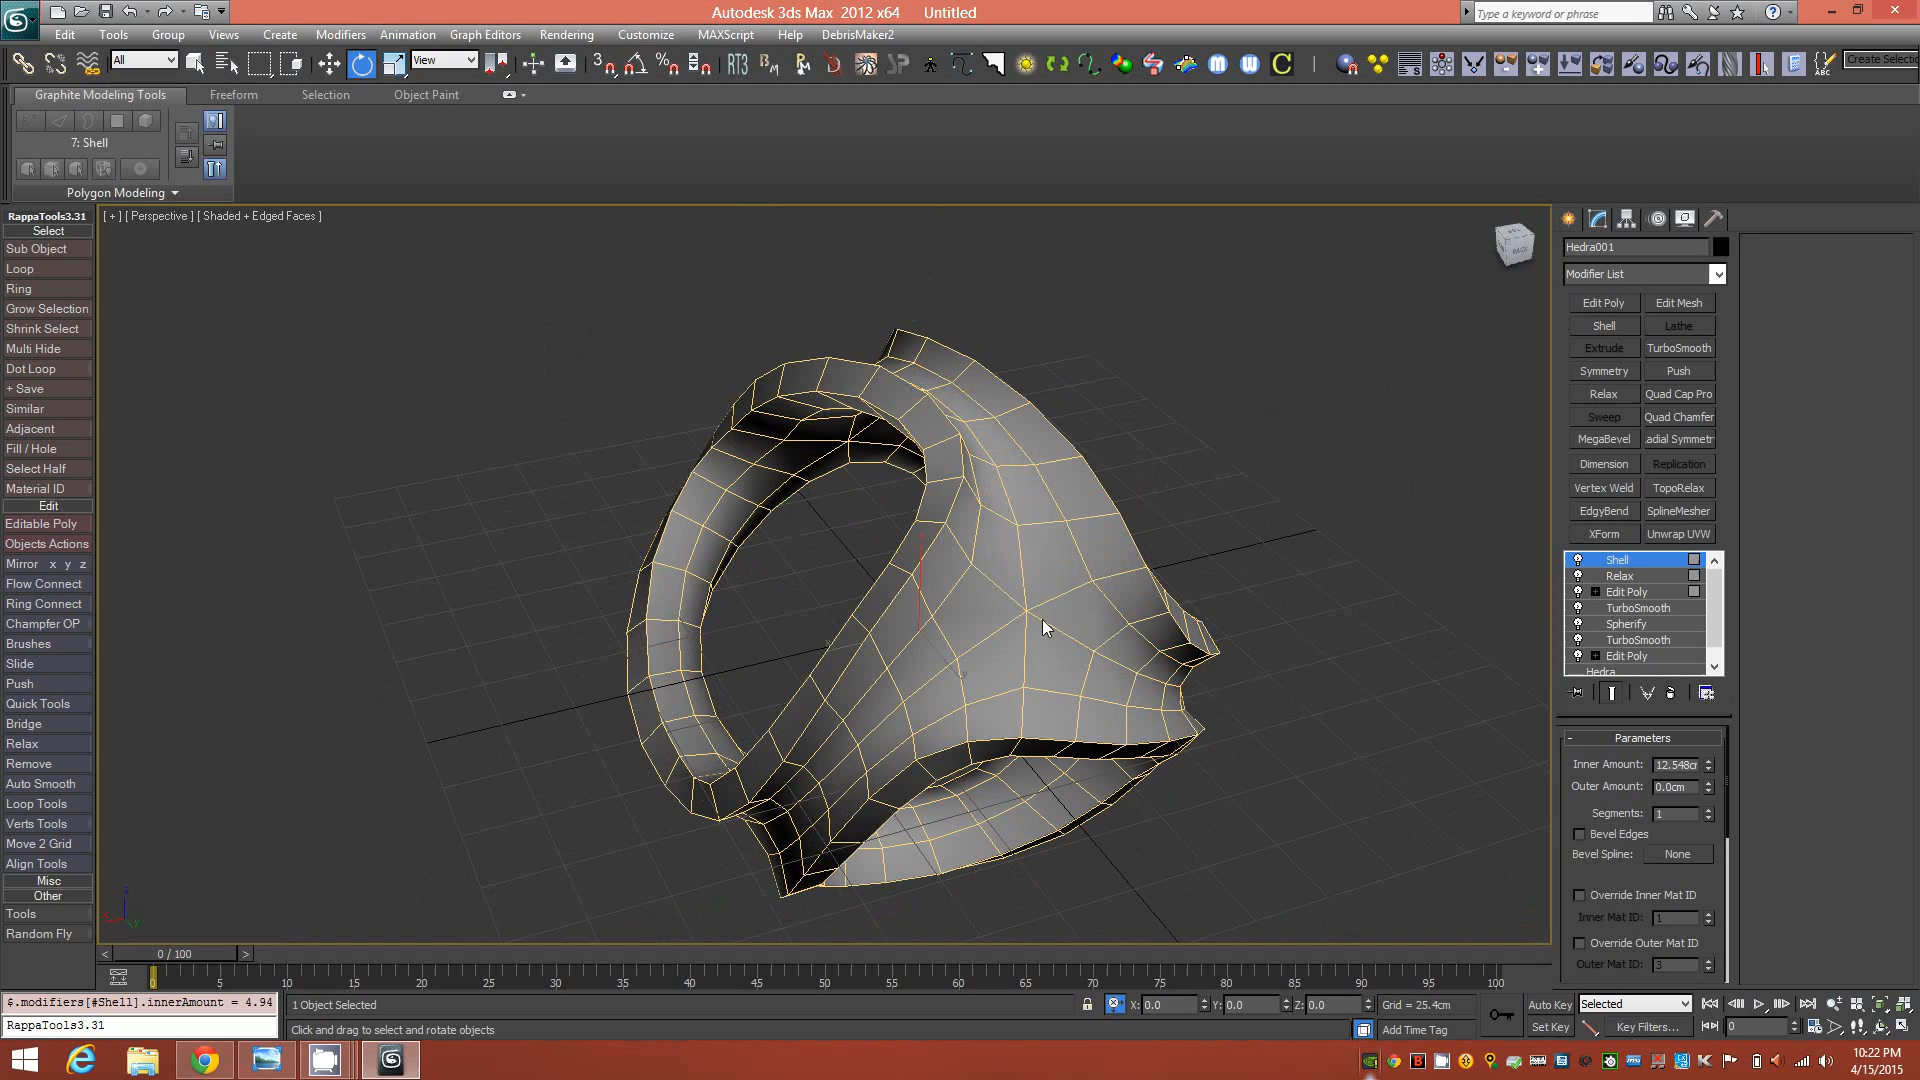 Autodesk 3ds Max 2012 x64 Untitled
Type a keyword or phrase
Edit Tools Group Views Create Modifiers Animation Graph Editors Rendering Customize MAXScript Help DebrisMaker2
All
View
Create Selectio
Graphite Modeling Tools Freeform Selection Object Paint
7: Shell
Polygon Modeling
RappaTools3.31
Select
Sub Object
Loop
Ring
Grow Selection
Shrink Select
Multi Hide
Dot Loop
+ Save
Similar
Adjacent
Fill / Hole
Select Half
Material ID
Edit
Editable Poly
Objects Actions
Mirror x y z
Flow Connect
Ring Connect
Champfer OP
Brushes
Slide
Push
Quick Tools
Bridge
Relax
Remove
Auto Smooth
Loop Tools
Verts Tools
Move 2 Grid
Align Tools
Misc
Other
Tools
Random Fly
[ + ] [ Perspective ] [ Shaded + Edged Faces ]
Hedra001
Modifier List
Edit Poly Edit Mesh
Shell Lathe
Extrude TurboSmooth
Symmetry Push
Relax Quad Cap Pro
Sweep Quad Chamfer
MegaBevel adial Symmetr
Dimension Replication
Vertex Weld TopoRelax
EdgyBend SplineMesher
XForm Unwrap UVW
Shell
Relax
Edit Poly
TurboSmooth
Spherify
TurboSmooth
Edit Poly
Hedra
- Parameters
Inner Amount: 12.548cr
Outer Amount: 0.0cm
Segments: 1
Bevel Edges
Bevel Spline: None
Override Inner Mat ID
Inner Mat ID: 1
Override Outer Mat ID
Outer Mat ID: 3
< 0 / 100 >
0 5 10 15 20 25 30 35 40 45 50 55 60 65 70 75 80 85 90 95 100
$.modifiers[#Shell].innerAmount = 4.94
RappaTools3.31
1 Object Selected
Click and drag to select and rotate objects
X: 0.0 Y: 0.0 Z: 0.0 Grid = 25.4cm
Add Time Tag
Auto Key Selected
Set Key Key Filters...
0
10:22 PM
4/15/2015